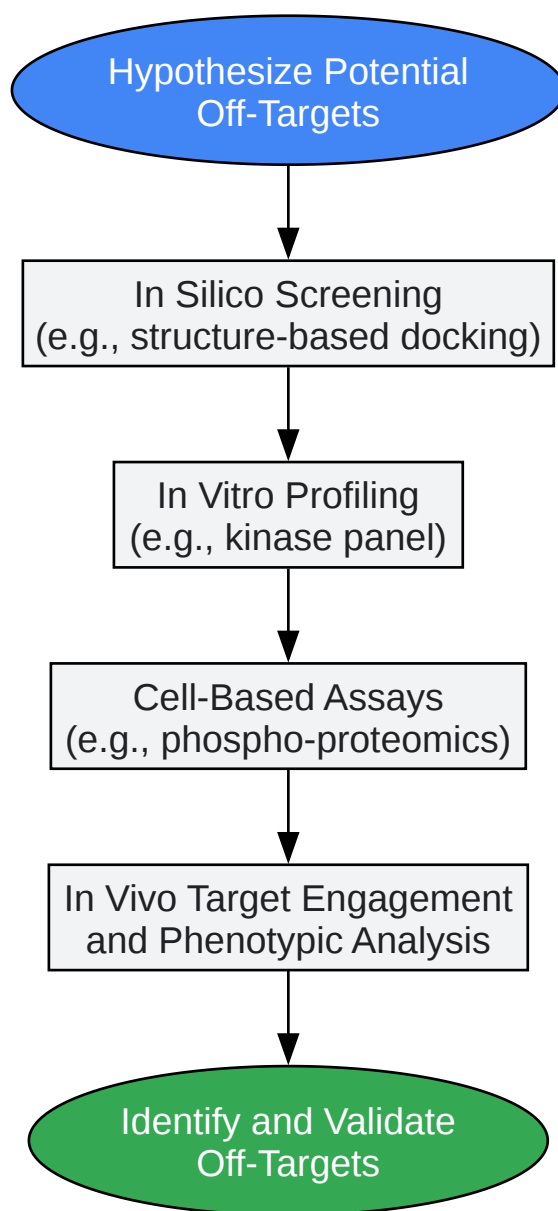 Hypothesize Potential
Off-Targets
In Silico Screening
(e.g., structure-based docking)
In Vitro Profiling
(e.g., kinase panel)
Cell-Based Assays
(e.g., phospho-proteomics)
In Vivo Target Engagement
and Phenotypic Analysis
Identify and Validate
Off-Targets